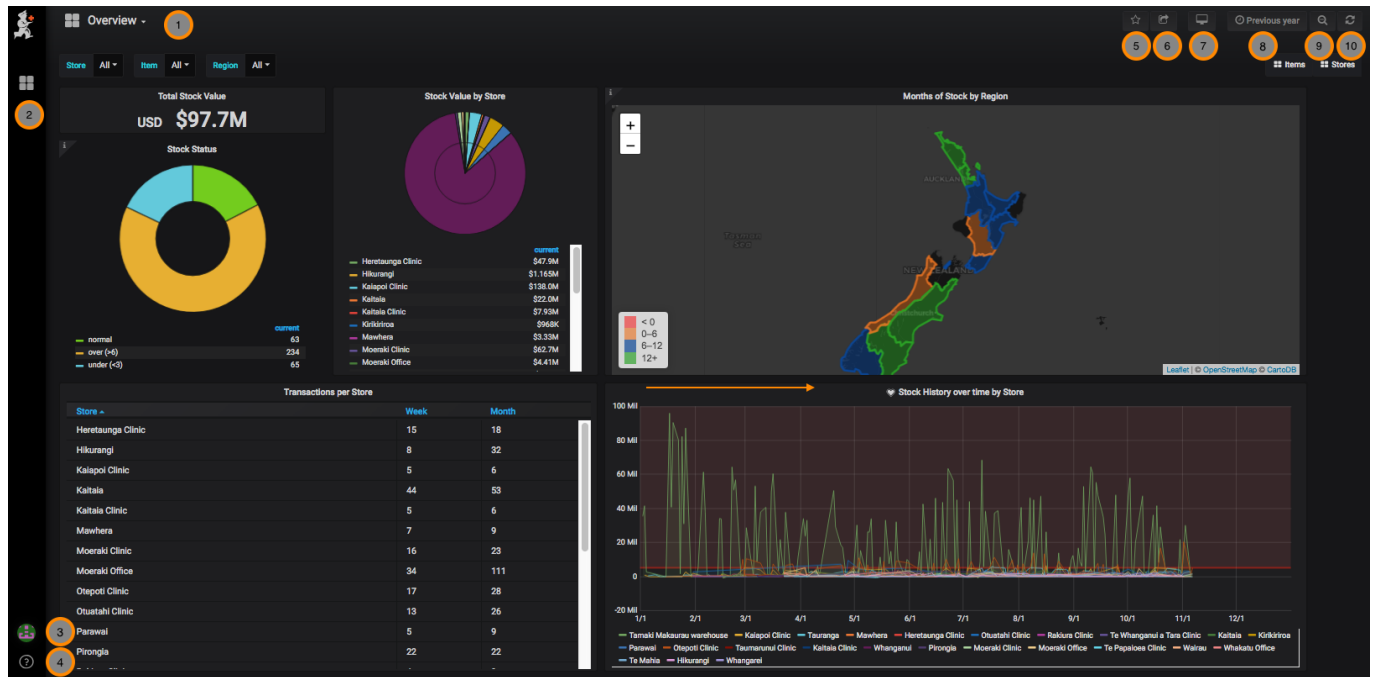 Overview
1
5
6
7
Previous year
8
9
10
Store All Item All Region All
Items Stores
2
Total Stock Value
USD $97.7M
Stock Status
current
normal 63
over (>6) 234
under (<3) 65
Stock Value by Store
current
Heretaunga Clinic $47.9M
Hikurangi $1.165M
Kaiapoi Clinic $138.0M
Kaitaia $22.0M
Kaitaia Clinic $7.93M
Kirikiriroa $968K
Mawhera $3.33M
Moeraki Clinic $62.7M
Moeraki Office $4.41M
Months of Stock by Region
+
−
AUCKLAND
Tasman
Sea
NEW ZEALAND
< 0
0–6
6–12
12+
Leaflet | © OpenStreetMap © CartoDB
Transactions per Store
Store Week Month
Heretaunga Clinic 15 18
Hikurangi 8 32
Kaiapoi Clinic 5 6
Kaitaia 44 53
Kaitaia Clinic 5 6
Mawhera 7 9
Moeraki Clinic 16 23
Moeraki Office 34 111
Otepoti Clinic 17 28
Otuatahi Clinic 13 26
3
Parawai 5 9
4
Pirongia 22 22
Stock History over time by Store
100 Mil
80 Mil
60 Mil
40 Mil
20 Mil
0
-20 Mil
1/1 2/1 3/1 4/1 5/1 6/1 7/1 8/1 9/1 10/1 11/1 12/1
Tamaki Makaurau warehouse Kaiapoi Clinic Tauranga Mawhera Heretaunga Clinic Otuatahi Clinic Rakiura Clinic Te Whanganui a Tara Clinic Kaitaia Kirikiriroa
Parawai Otepoti Clinic Taumarunui Clinic Kaitaia Clinic Whanganui Pirongia Moeraki Clinic Moeraki Office Te Papaioea Clinic Wairau Whakatu Office
Te Mahia Hikurangi Whangarei